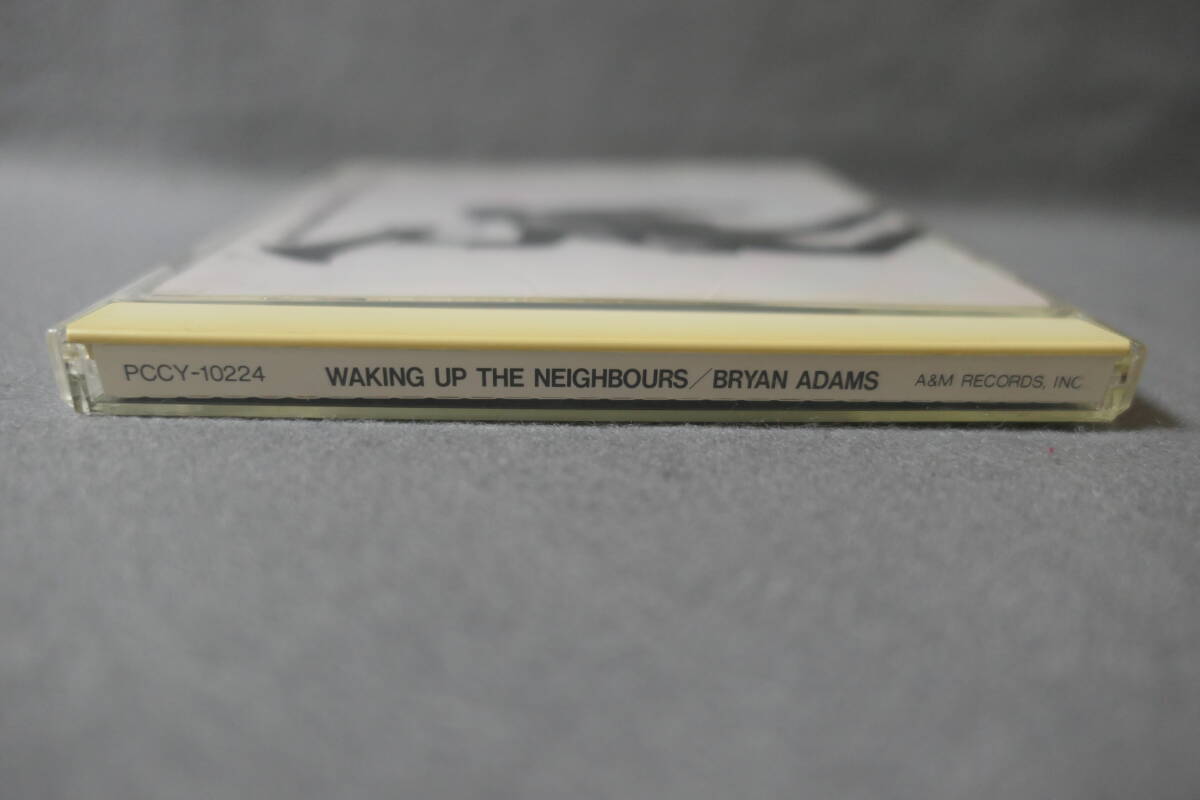 PCCY-10224 WAKING UP THE NEIGHBOURS/BRYAN ADAMS A&M RECORDS, INC